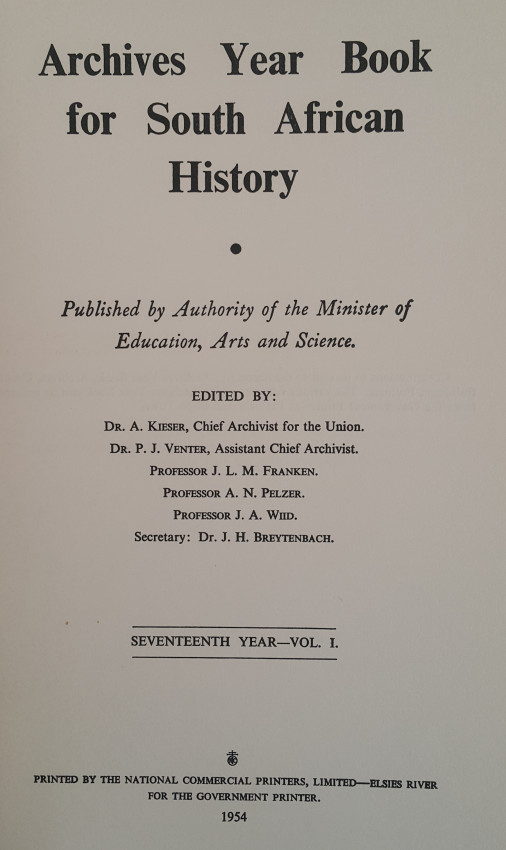 Archives Year Book
for South African
History
•
Published by Authority of the Minister of
Education, Arts and Science.
EDITED BY:
DR. A. KIESER, Chief Archivist for the Union.
DR. P. J. VENTER, Assistant Chief Archivist.
PROFESSOR J. L. M. FRANKEN.
PROFESSOR A. N. PELZER.
PROFESSOR J. A. WIID.
Secretary: Dr. J. H. BREYTENBACH.
SEVENTEENTH YEAR—VOL. I.
PRINTED BY THE NATIONAL COMMERCIAL PRINTERS, LIMITED—ELSIES RIVER
FOR THE GOVERNMENT PRINTER.
1954